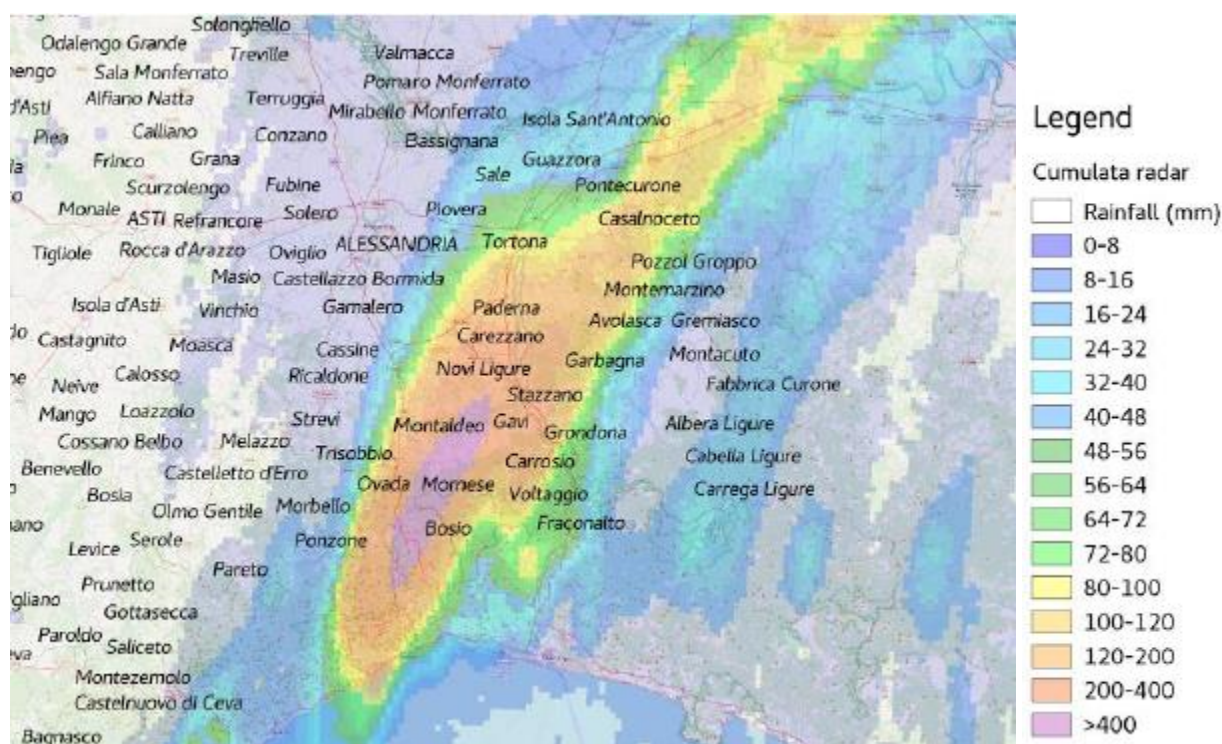 Solonghello
Odalengo Grande
Treville
Valmacca
Sala Monferrato
Pomaro Monferrato
d'Asti
Alfiano Natta
Terruggia
Mirabello Monferrato
Isola Sant'Antonio
Piea
Calliano
Conzano
Bassignana
Frinco
Grana
Guazzora
Sale
Scurzolengo
Fubine
Pontecurone
Monale
ASTI
Refrancore
Solero
Piovera
Casalnoceto
Tigliole
Rocca d'Arazzo
Oviglio
ALESSANDRIA
Tortona
Masio
Castellazzo Bormida
Pozzol Groppo
Montemarzino
Isola d'Asti
Vinchio
Gamalero
Paderna
Avolasca
Gremiasco
Castagnito
Moasca
Cassine
Carezzano
Garbagna
Montacuto
Neive
Calosso
Ricaldone
Novi Ligure
Fabbrica Curone
Stazzano
Mango
Loazzolo
Strevi
Montaldeo
Gavi
Grondona
Albera Ligure
Cossano Belbo
Melazzo
Trisobbio
Carrosio
Cabella Ligure
Benevello
Castelletto d'Erro
Ovada
Mornese
Voltaggio
Carrega Ligure
Bosia
Olmo Gentile
Morbello
Bosio
Fraconalto
Levice
Serole
Ponzone
Prunetto
Pareto
Gottasecca
Paroldo
Saliceto
Montezemolo
Castelnuovo di Ceva
Bagnasco
Legend
Cumulata radar
Rainfall (mm)
0-8
8-16
16-24
24-32
32-40
40-48
48-56
56-64
64-72
72-80
80-100
100-120
120-200
200-400
>400